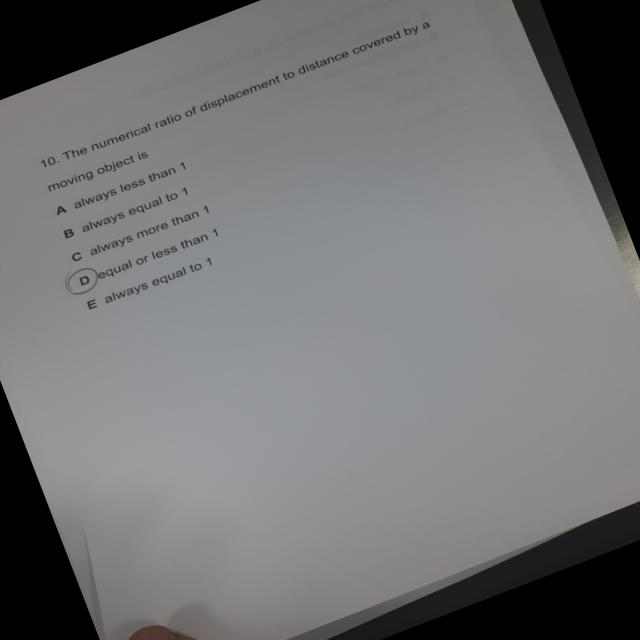 10. The numerical ratio of displacement to distance covered by a
moving object is
A always less than 1
B always equal to 1
C always more than 1
D equal or less than 1
E always equal to 1